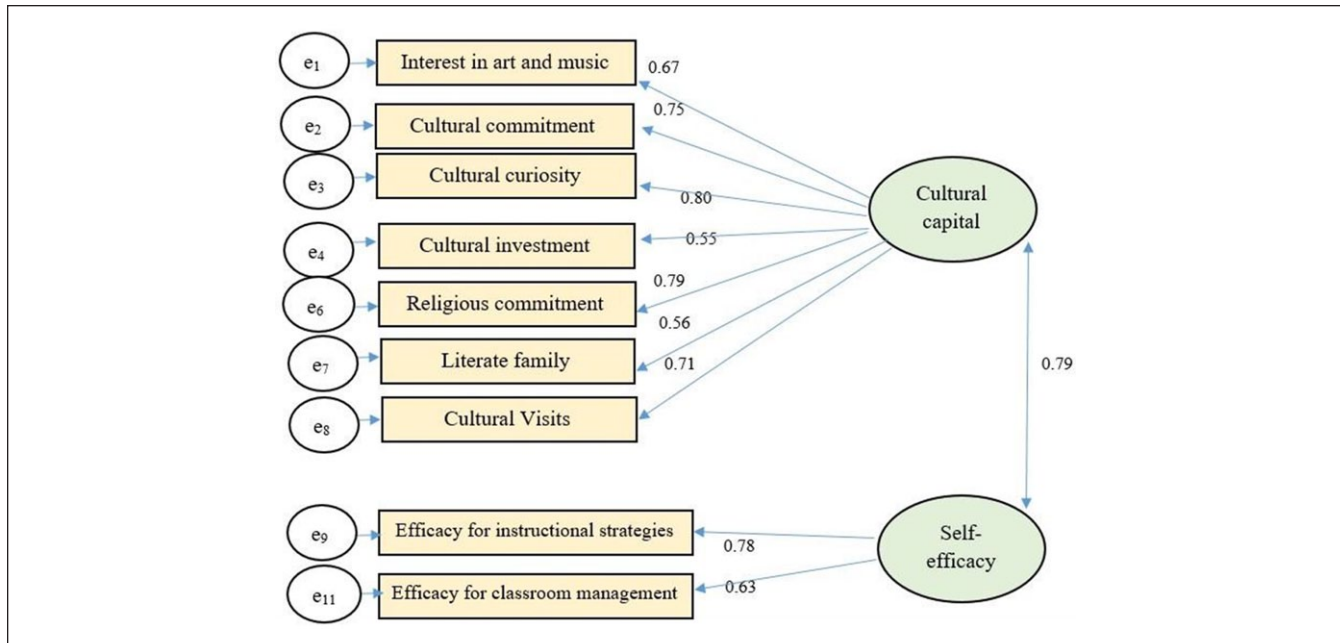 e₁
Interest in art and music
0.67
e₂
Cultural commitment
0.75
e₃
Cultural curiosity
0.80
Cultural
capital
e₄
Cultural investment
0.55
e₆
Religious commitment
0.79
e₇
Literate family
0.56
0.71
e₈
Cultural Visits
0.79
e₉
Efficacy for instructional strategies
0.78
Self-
efficacy
e₁₁
Efficacy for classroom management
0.63